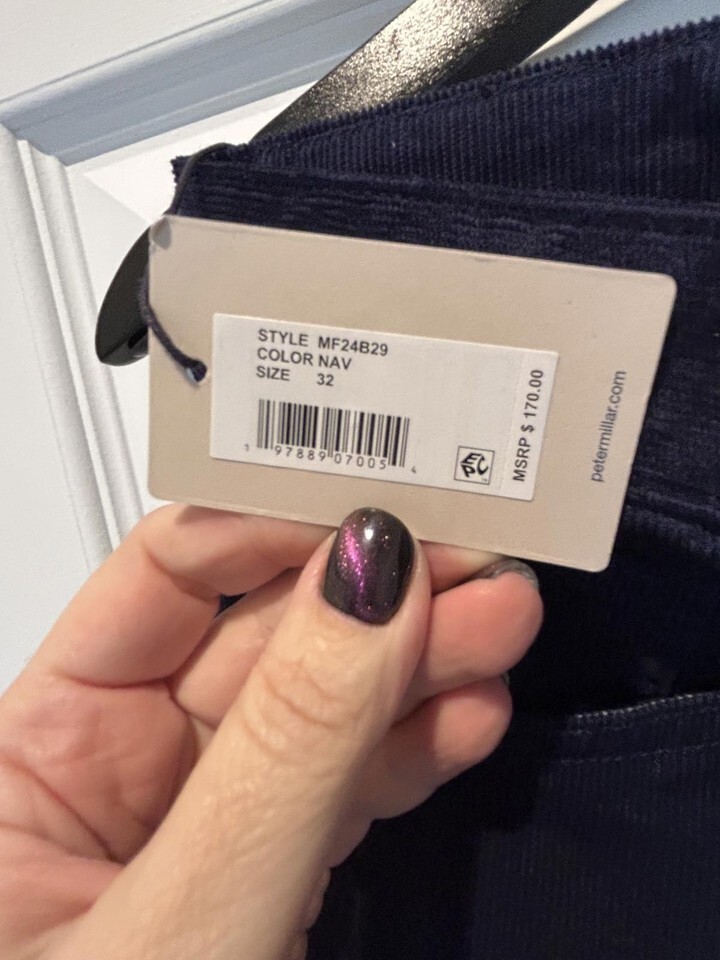 STYLE MF24B29
COLOR NAV
SIZE 32
1 97889 07005 4
MSRP $ 170.00
petermillar.com